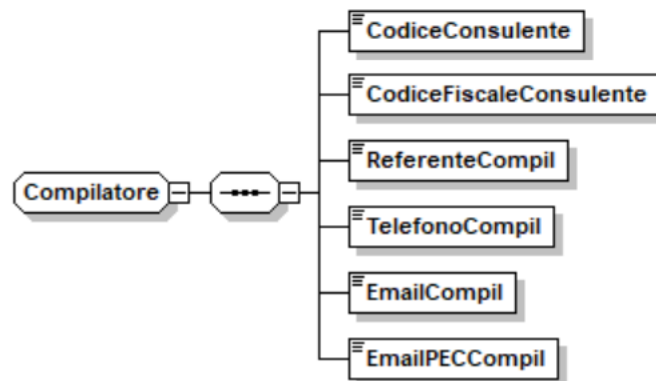 CodiceConsulente
CodiceFiscaleConsulente
ReferenteCompil
Compilatore
TelefonoCompil
EmailCompil
EmailPECCompil